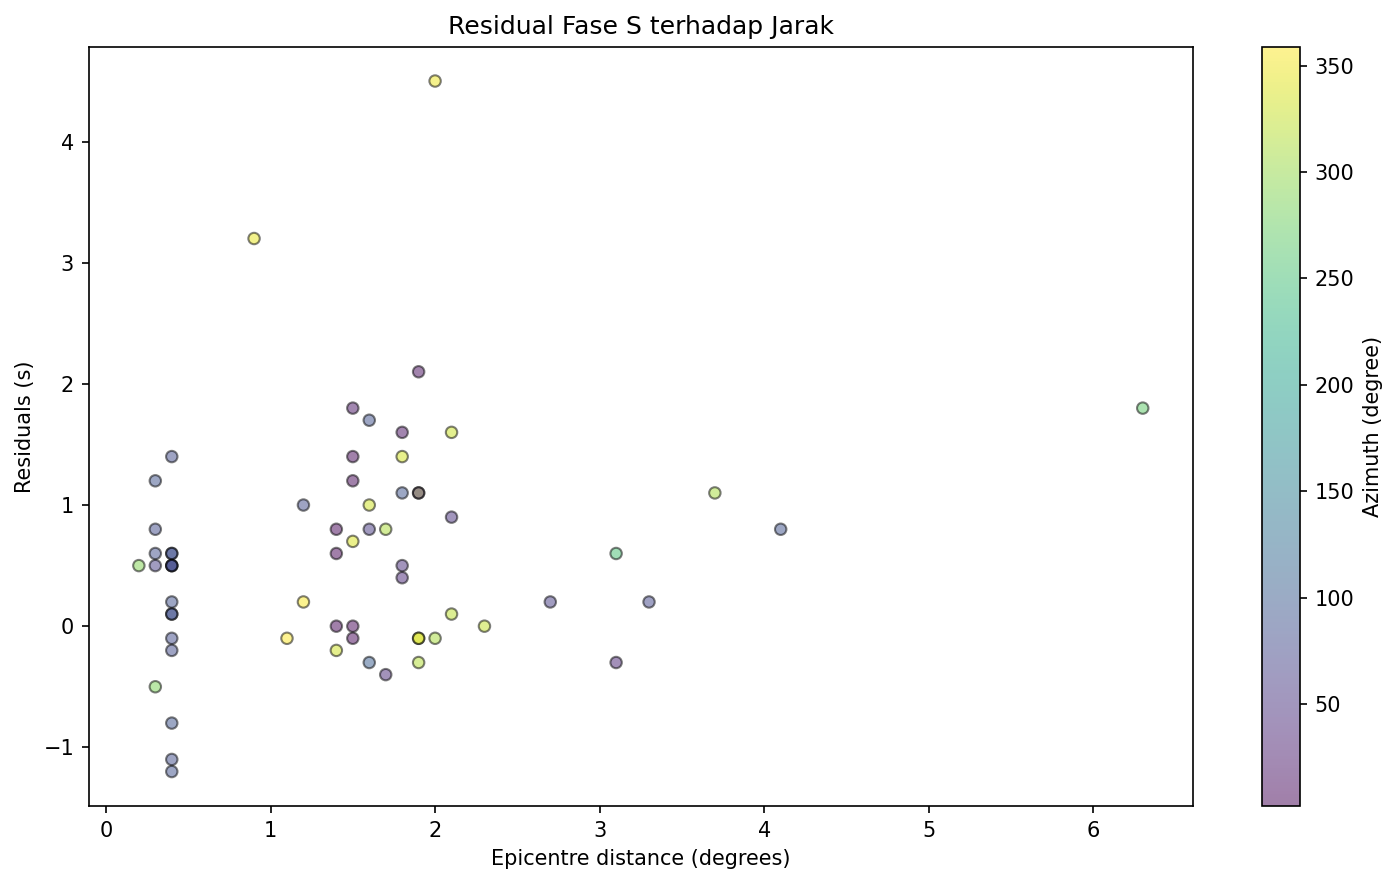 Residual Fase S terhadap Jarak
Residuals (s)
4
3
2
1
0
−1
0 1 2 3 4 5 6
Epicentre distance (degrees)
350
300
250
200
150
100
50
Azimuth (degree)